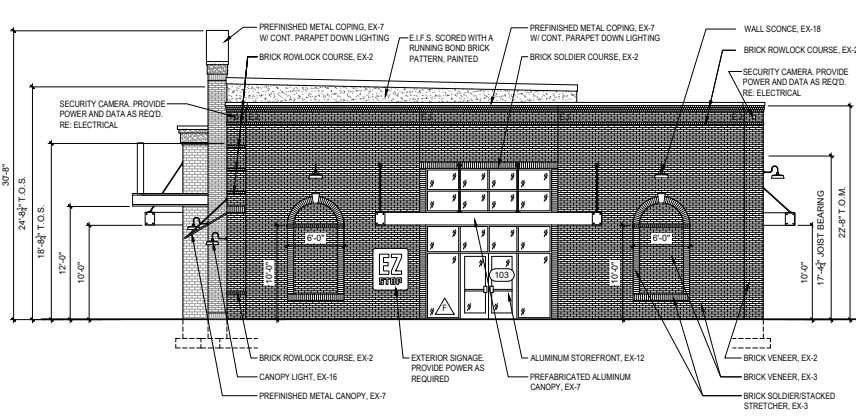 PREFINISHED METAL COPING, EX-7
W/ CONT. PARAPET DOWN LIGHTING
BRICK ROWLOCK COURSE, EX-2
E.I.F.S. SCORED WITH A
RUNNING BOND BRICK
PATTERN, PAINTED
PREFINISHED METAL COPING, EX-7
W/ CONT. PARAPET DOWN LIGHTING
BRICK SOLDIER COURSE, EX-2
WALL SCONCE, EX-18
BRICK ROWLOCK COURSE, EX-2
SECURITY CAMERA. PROVIDE
POWER AND DATA AS REQ'D.
RE: ELECTRICAL
SECURITY CAMERA. PROVIDE
POWER AND DATA AS REQ'D.
RE: ELECTRICAL
E.J.
E.J.
E.J.
E.J.
30'-8"
24'-8¾" T.O.S.
18'-8¾" T.O.S.
12'-0"
10'-0"
10'-0"
6'-0"
EZ
STOP
103
F
10'-0"
6'-0"
10'-0"
17'-4¾" JOIST BEARING
22'-8" T.O.M.
BRICK ROWLOCK COURSE, EX-2
CANOPY LIGHT, EX-16
PREFINISHED METAL CANOPY, EX-7
EXTERIOR SIGNAGE.
PROVIDE POWER AS
REQUIRED
ALUMINUM STOREFRONT, EX-12
PREFABRICATED ALUMINUM
CANOPY, EX-7
BRICK VENEER, EX-2
BRICK VENEER, EX-3
BRICK SOLDIER/STACKED
STRETCHER, EX-3